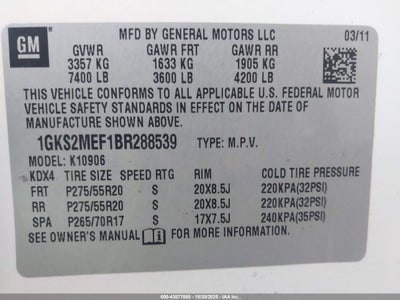 GM
MFD BY GENERAL MOTORS LLC
03/11
GVWR GAWR FRT GAWR RR
3357 KG 1633 KG 1905 KG
7400 LB 3600 LB 4200 LB
THIS VEHICLE CONFORMS TO ALL APPLICABLE U.S. FEDERAL MOTOR
VEHICLE SAFETY STANDARDS IN EFFECT ON THE DATE OF
MANUFACTURE SHOWN ABOVE.
1GKS2MEF1BR288539 TYPE: M.P.V.
MODEL: K10906
KDX4 TIRE SIZE SPEED RTG RIM COLD TIRE PRESSURE
FRT P275/55R20 S 20X8.5J 220KPA(32PSI)
RR P275/55R20 S 20X8.5J 220KPA(32PSI)
SPA P265/70R17 S 17X7.5J 240KPA(35PSI)
SEE OWNER'S MANUAL FOR MORE INFORMATION.